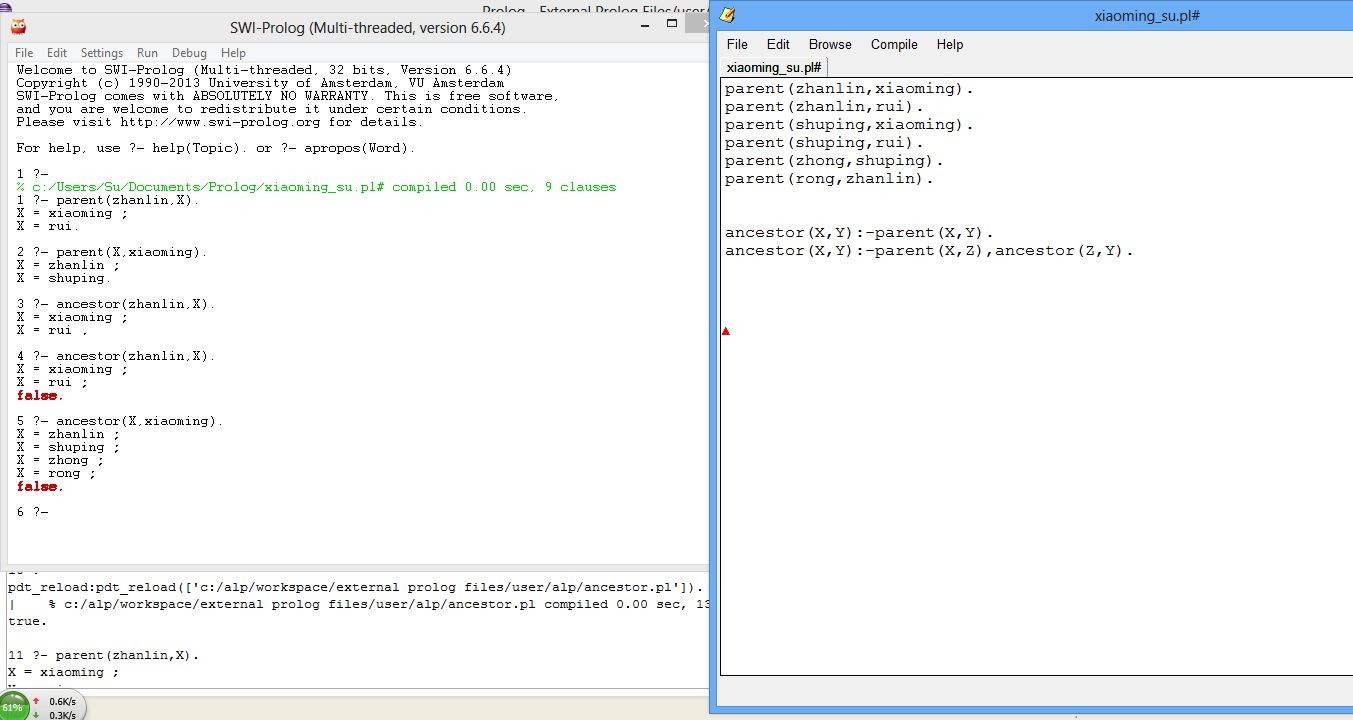 Prolog - External Prolog Files/user/
SWI-Prolog (Multi-threaded, version 6.6.4)
File Edit Settings Run Debug Help
Welcome to SWI-Prolog (Multi-threaded, 32 bits, Version 6.6.4)
Copyright (c) 1990-2013 University of Amsterdam, VU Amsterdam
SWI-Prolog comes with ABSOLUTELY NO WARRANTY. This is free software,
and you are welcome to redistribute it under certain conditions.
Please visit http://www.swi-prolog.org for details.
For help, use ?- help(Topic). or ?- apropos(Word).
1 ?-
% c:/Users/Su/Documents/Prolog/xiaoming_su.pl# compiled 0.00 sec, 9 clauses
1 ?- parent(zhanlin,X).
X = xiaoming ;
X = rui.
2 ?- parent(X,xiaoming).
X = zhanlin ;
X = shuping.
3 ?- ancestor(zhanlin,X).
X = xiaoming ;
X = rui .
4 ?- ancestor(zhanlin,X).
X = xiaoming ;
X = rui ;
false.
5 ?- ancestor(X,xiaoming).
X = zhanlin ;
X = shuping ;
X = zhong ;
X = rong ;
false.
6 ?-
pdt_reload:pdt_reload(['c:/alp/workspace/external prolog files/user/alp/ancestor.pl']).
| % c:/alp/workspace/external prolog files/user/alp/ancestor.pl compiled 0.00 sec, 13
true.
11 ?- parent(zhanlin,X).
X = xiaoming ;
61%
0.6K/s
0.3K/s
xiaoming_su.pl#
File Edit Browse Compile Help
xiaoming_su.pl#
parent(zhanlin,xiaoming).
parent(zhanlin,rui).
parent(shuping,xiaoming).
parent(shuping,rui).
parent(zhong,shuping).
parent(rong,zhanlin).
ancestor(X,Y):-parent(X,Y).
ancestor(X,Y):-parent(X,Z),ancestor(Z,Y).